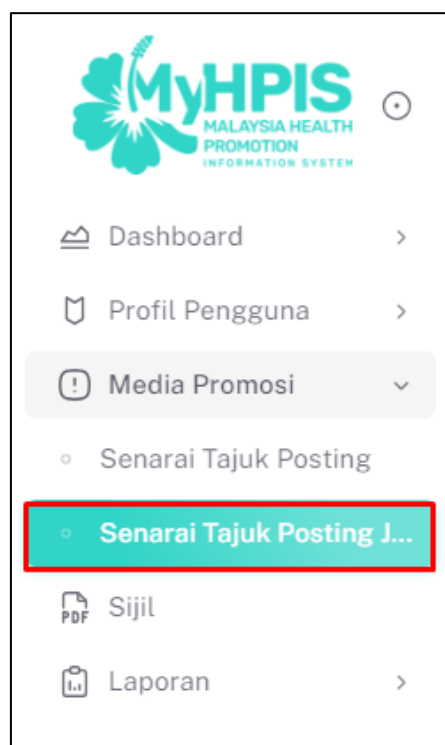 MyHPIS
MALAYSIA HEALTH
PROMOTION
INFORMATION SYSTEM
Dashboard
Profil Pengguna
Media Promosi
Senarai Tajuk Posting
Senarai Tajuk Posting J...
PDF Sijil
Laporan